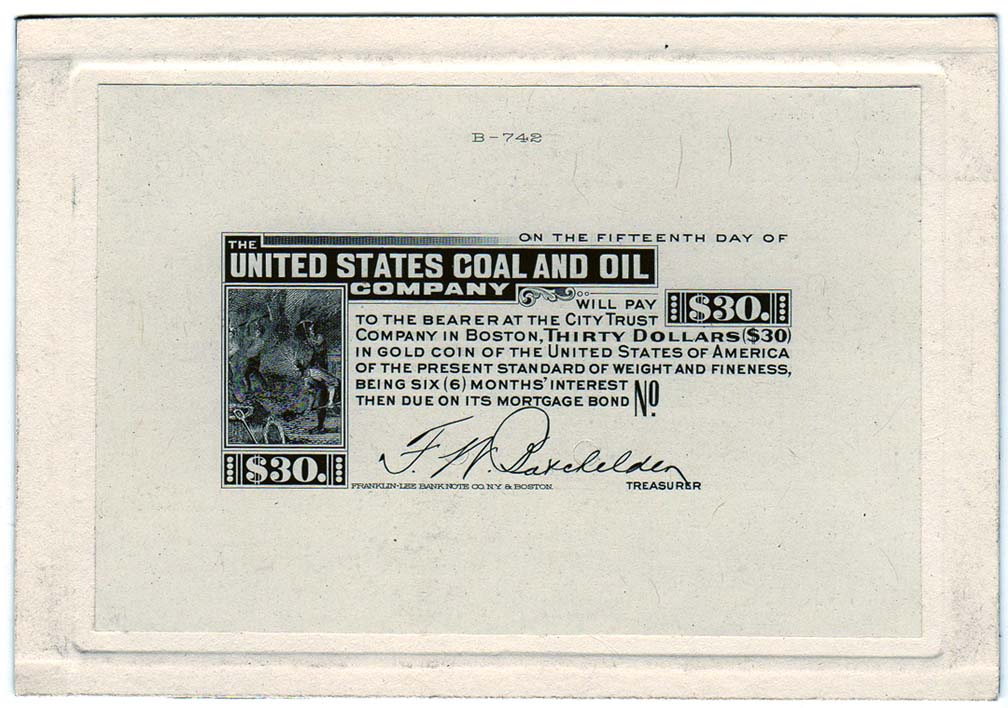 B-742
ON THE FIFTEENTH DAY OF
THE
UNITED STATES COAL AND OIL
COMPANY
WILL PAY $30.
TO THE BEARER AT THE CITY TRUST
COMPANY IN BOSTON, THIRTY DOLLARS ($30)
IN GOLD COIN OF THE UNITED STATES OF AMERICA
OF THE PRESENT STANDARD OF WEIGHT AND FINENESS,
BEING SIX (6) MONTHS' INTEREST
THEN DUE ON ITS MORTGAGE BOND No.
F. W. Batchelder
$30.
FRANKLIN-LEE BANK NOTE CO. N.Y. & BOSTON.
TREASURER